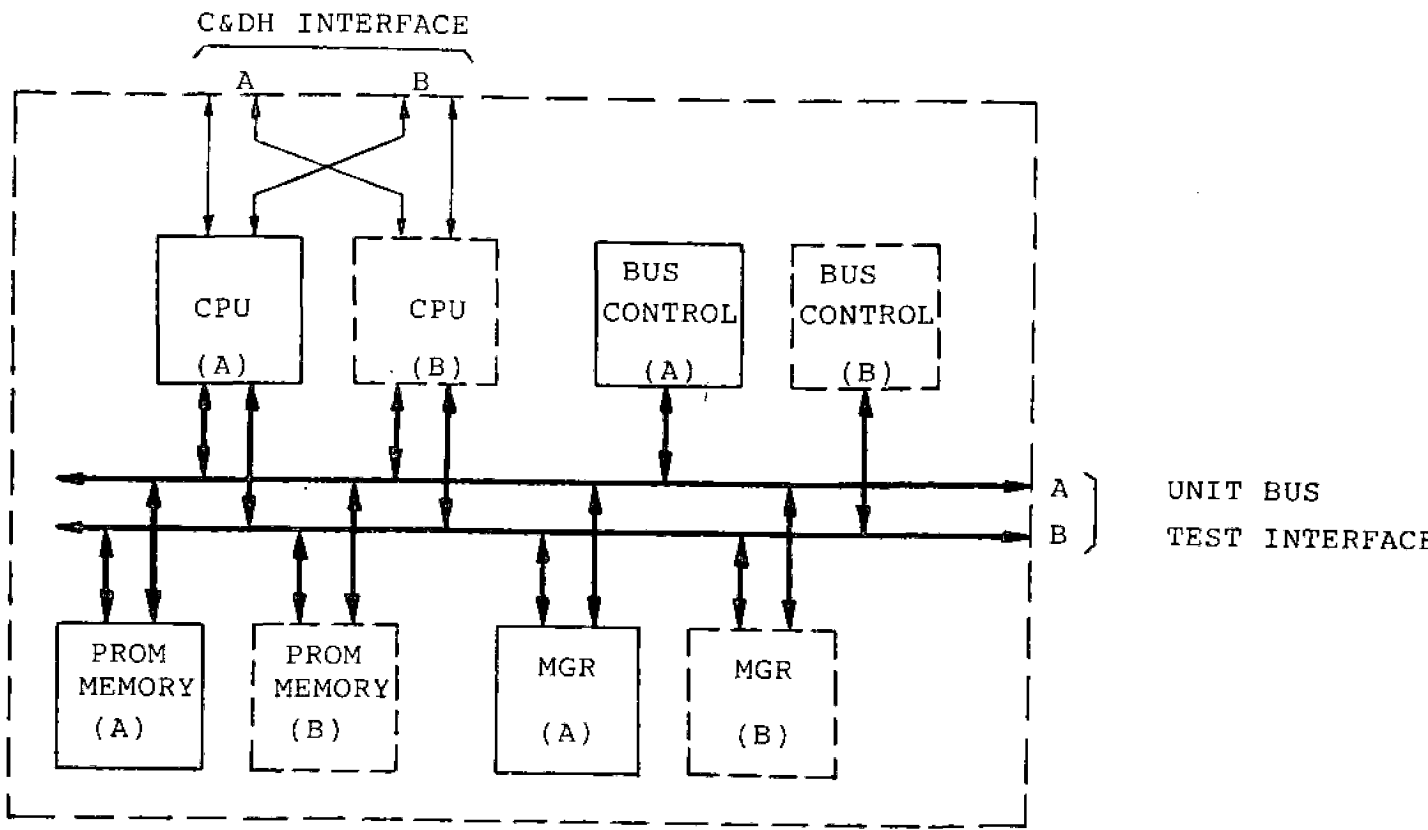 C&DH INTERFACE
A B
CPU
(A)
CPU
(B)
BUS
CONTROL
(A)
BUS
CONTROL
(B)
A
B
UNIT BUS
TEST INTERFACE
PROM
MEMORY
(A)
PROM
MEMORY
(B)
MGR
(A)
MGR
(B)